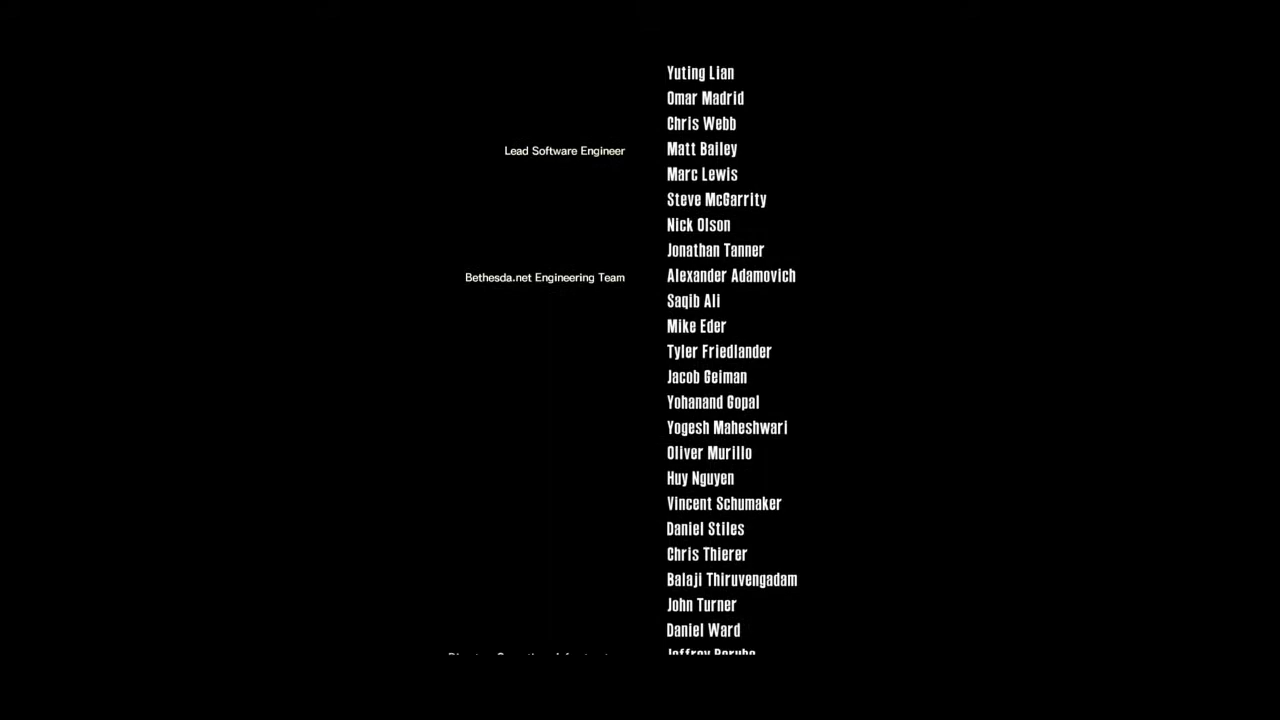 Yuting Lian
Omar Madrid
Chris Webb
Lead Software Engineer Matt Bailey
Marc Lewis
Steve McGarrity
Nick Olson
Jonathan Tanner
Bethesda.net Engineering Team Alexander Adamovich
Saqib Ali
Mike Eder
Tyler Friedlander
Jacob Geiman
Yohanand Gopal
Yogesh Maheshwari
Oliver Murillo
Huy Nguyen
Vincent Schumaker
Daniel Stiles
Chris Thierer
Balaji Thiruvengadam
John Turner
Daniel Ward
Jeffrey